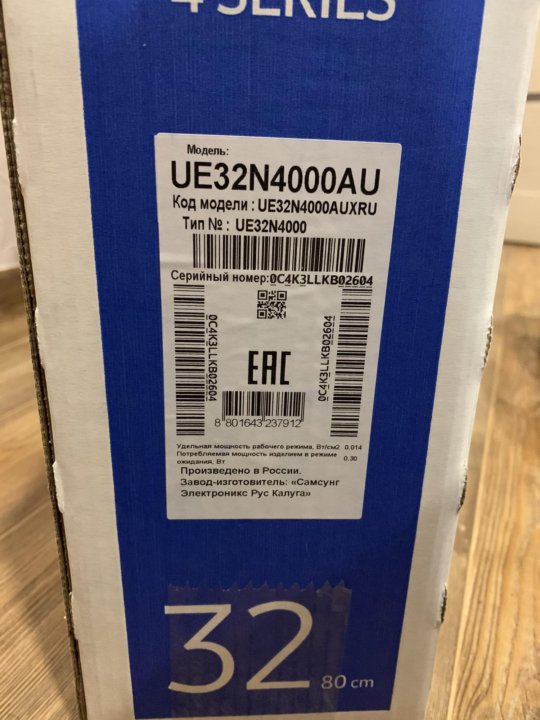 4 SERIES
Модель:
UE32N4000AU
Код модели : UE32N4000AUXRU
Тип № : UE32N4000
Серийный номер:0C4K3LLKB02604
0C4K3LLKB02604
0C4K3LLKB02604
EAC
8 801643 237912
Удельная мощность рабочего режима, Вт/см2 0.014
Потребляемая мощность изделием в режиме
ожидания, Вт 0.30
Произведено в России.
Завод-изготовитель: «Самсунг
Электроникс Рус Калуга»
32
80 cm